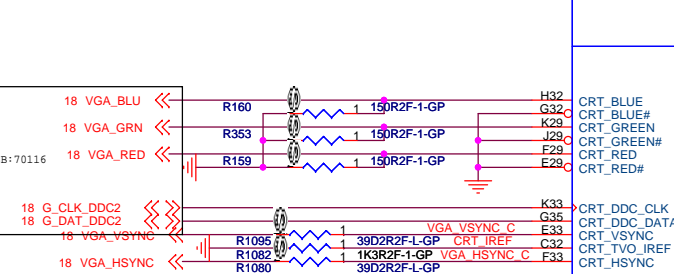 H32 CRT_BLUE
18 VGA_BLU R160 1 150R2F-1-GP G32 CRT_BLUE#
K29 CRT_GREEN
18 VGA_GRN R353 1 150R2F-1-GP J29 CRT_GREEN#
F29 CRT_RED
18 VGA_RED R159 1 150R2F-1-GP E29 CRT_RED#
B:70116
18 G_CLK_DDC2 K33 CRT_DDC_CLK
18 G_DAT_DDC2 G35 CRT_DDC_DATA
18 VGA_VSYNC R1095 1 39D2R2F-L-GP VGA_VSYNC_C E33 CRT_VSYNC
R1082 1 1K3R2F-1-GP CRT_IREF C32 CRT_TVO_IREF
18 VGA_HSYNC R1080 1 39D2R2F-L-GP VGA_HSYNC_C F33 CRT_HSYNC